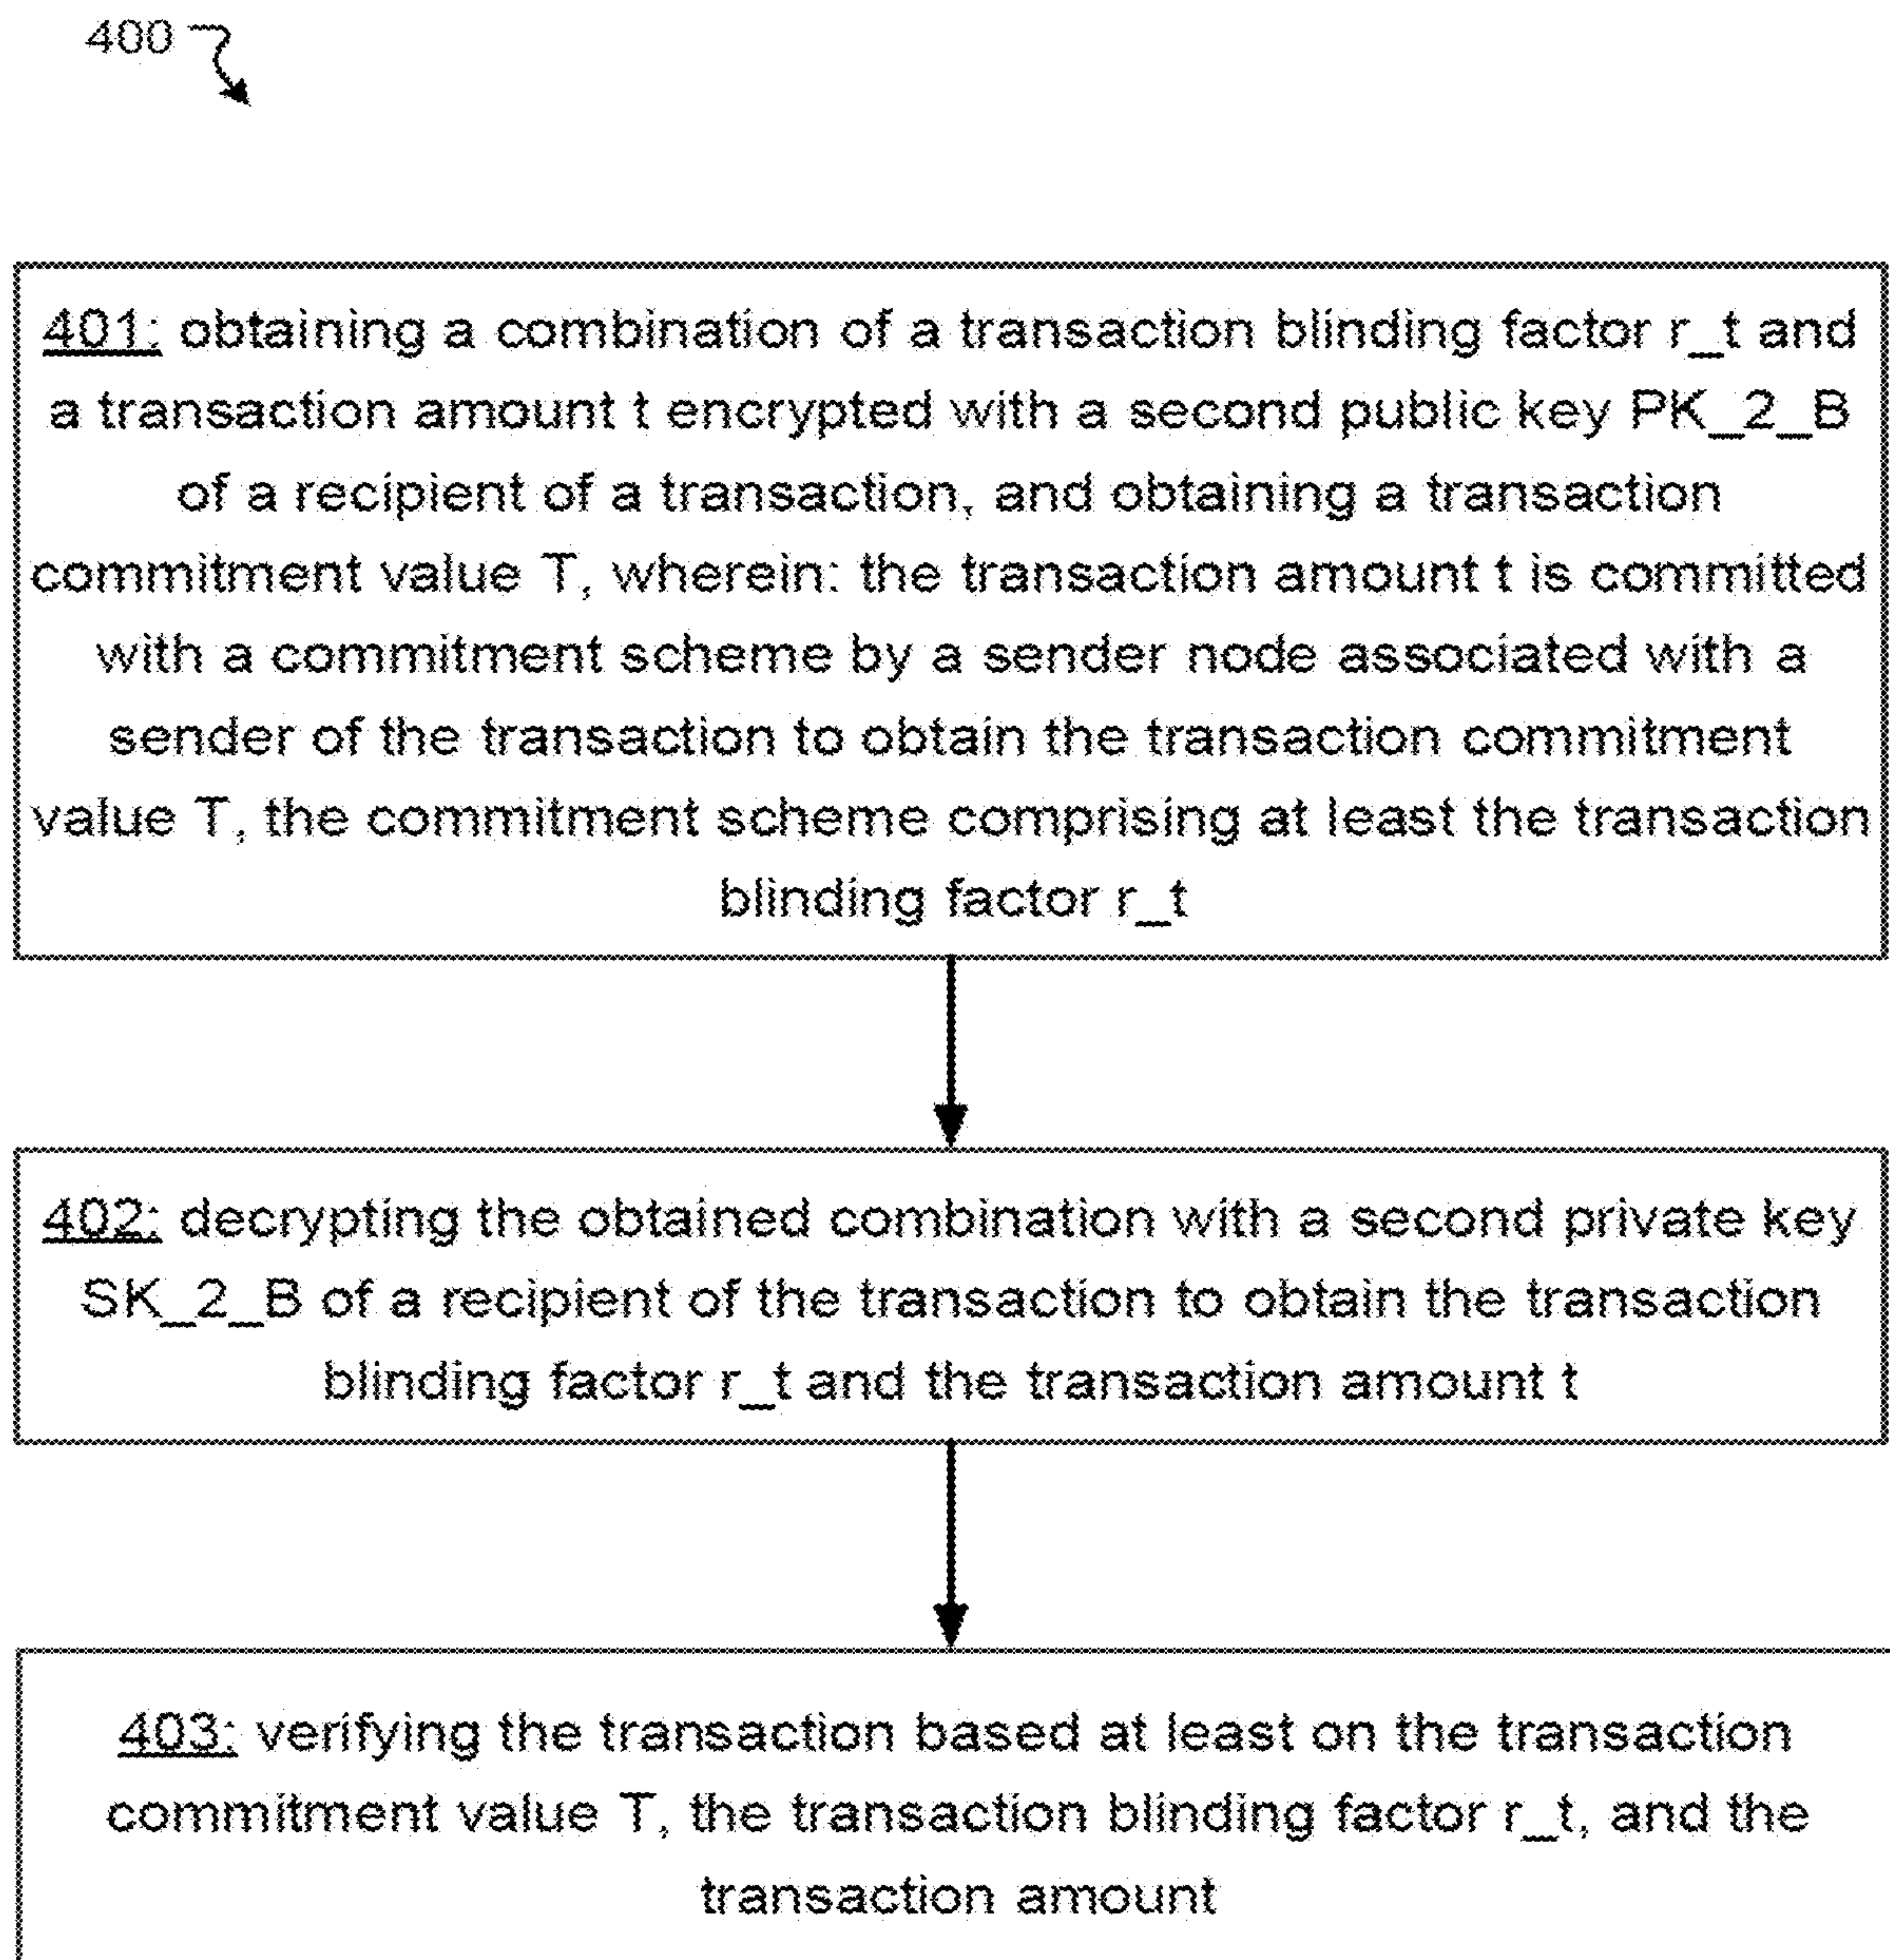 400
401: obtaining a combination of a transaction blinding factor r_t and
a transaction amount t encrypted with a second public key PK_2_B
of a recipient of a transaction, and obtaining a transaction
commitment value T, wherein: the transaction amount t is committed
with a commitment scheme by a sender node associated with a
sender of the transaction to obtain the transaction commitment
value T, the commitment scheme comprising at least the transaction
blinding factor r_t
402: decrypting the obtained combination with a second private key
SK_2_B of a recipient of the transaction to obtain the transaction
blinding factor r_t and the transaction amount t
403: verifying the transaction based at least on the transaction
commitment value T, the transaction blinding factor r_t, and the
transaction amount